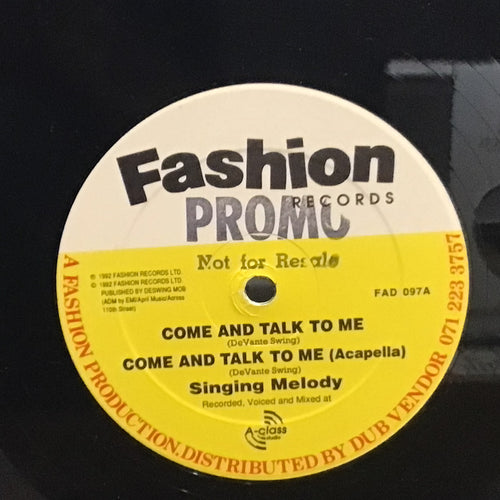 Fashion
RECORDS
PROMO
Not for Resale
℗ 1992 FASHION RECORDS LTD.
© 1992 FASHION RECORDS LTD.
PUBLISHED BY DESWING MOB
(ADM by EMI/April Music/Across
110th Street)
FAD 097A
COME AND TALK TO ME
(DeVante Swing)
COME AND TALK TO ME (Acapella)
(DeVante Swing)
Singing Melody
Recorded, Voiced and Mixed at
A-class
studio
A FASHION PRODUCTION. DISTRIBUTED BY DUB VENDOR 071 223 3757